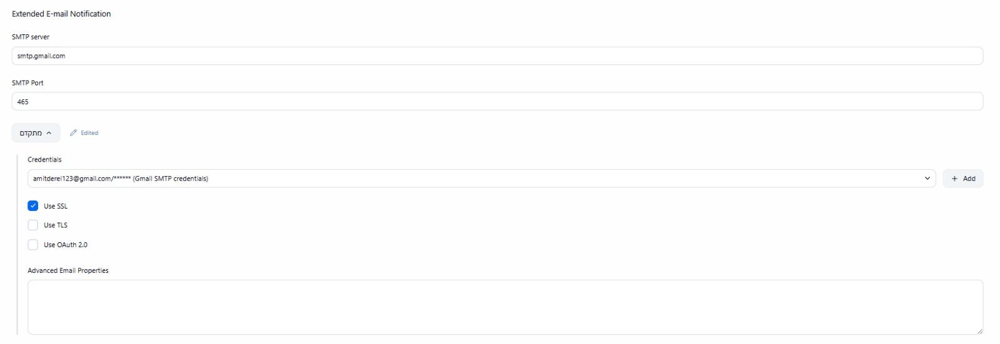 Extended E-mail Notification
SMTP server
smtp.gmail.com
SMTP Port
465
מתקדם
Edited
Credentials
amitderei123@gmail.com/****** (Gmail SMTP credentials)
Add
Use SSL
Use TLS
Use OAuth 2.0
Advanced Email Properties